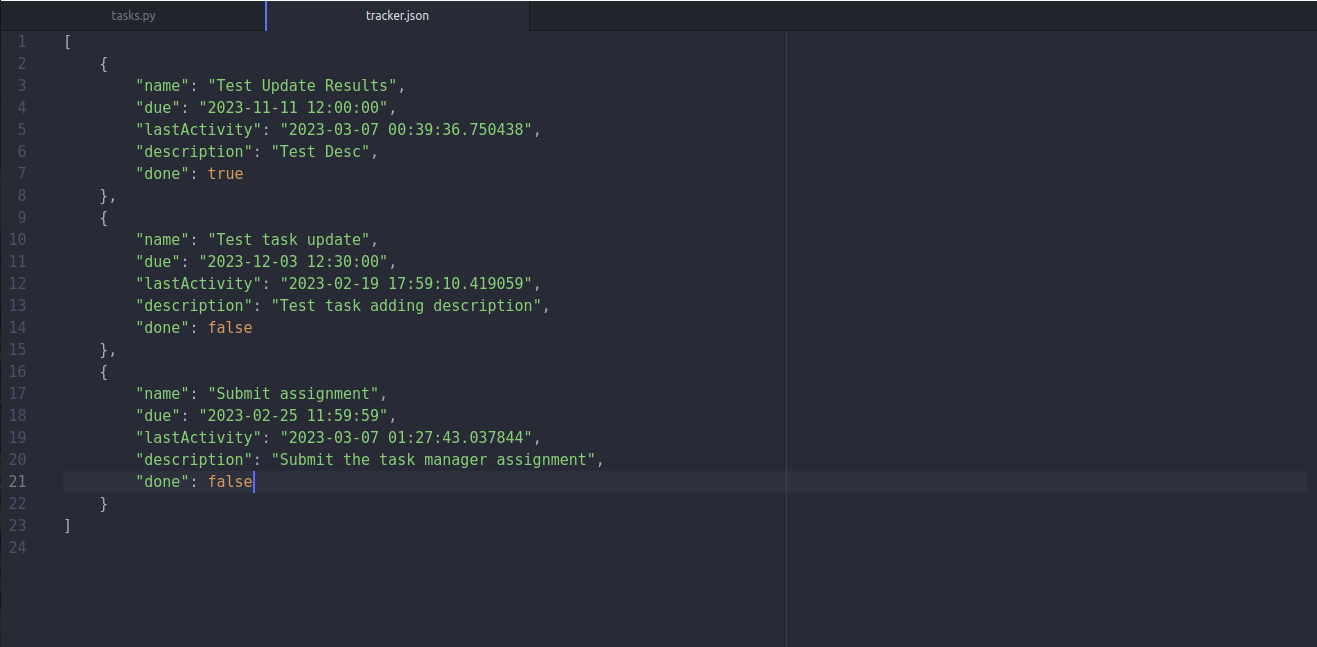 tasks.py tracker.json
1 [
2     {
3         "name": "Test Update Results",
4         "due": "2023-11-11 12:00:00",
5         "lastActivity": "2023-03-07 00:39:36.750438",
6         "description": "Test Desc",
7         "done": true
8     },
9     {
10         "name": "Test task update",
11         "due": "2023-12-03 12:30:00",
12         "lastActivity": "2023-02-19 17:59:10.419059",
13         "description": "Test task adding description",
14         "done": false
15     },
16     {
17         "name": "Submit assignment",
18         "due": "2023-02-25 11:59:59",
19         "lastActivity": "2023-03-07 01:27:43.037844",
20         "description": "Submit the task manager assignment",
21         "done": false
22     }
23 ]
24